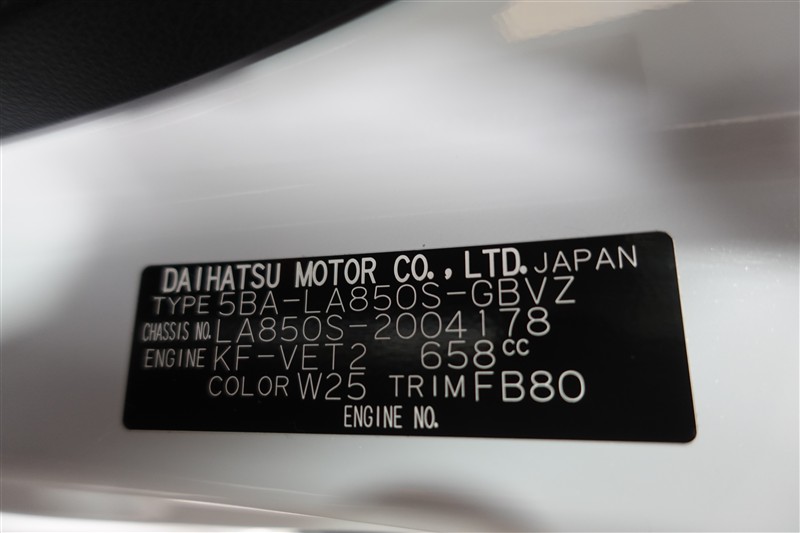 DAIHATSU MOTOR CO., LTD. JAPAN
TYPE 5BA-LA850S-GBVZ
CHASSIS NO. LA850S-2004178
ENGINE KF-VET2 658cc
COLOR W25 TRIM FB80
ENGINE NO.